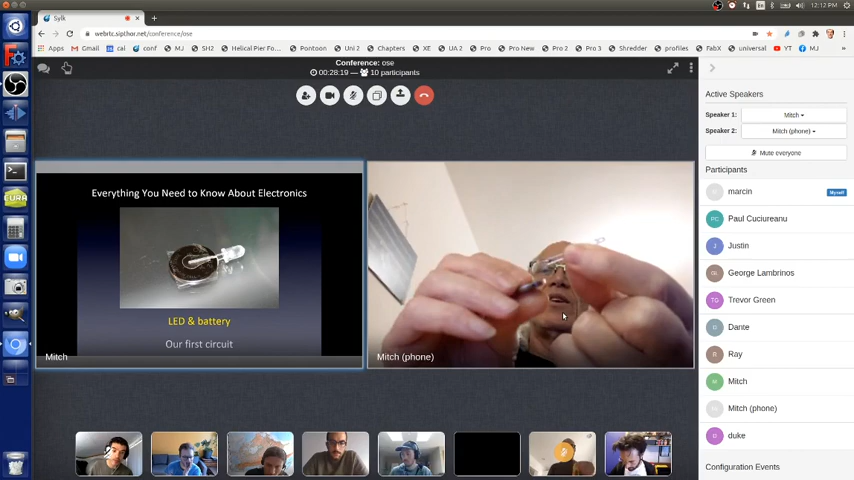 12:12 PM
Sylk
webrtc.sipthor.net/conference/ose
Apps Gmail cal conf MJ SH2 Helical Pier Fo... Pontoon Uni 2 Chapters XE UA 2 Pro Pro New Pro 2 Pro 3 Shredder profiles FabX universal YT MJ
Conference: ose
00:28:19 — 10 participants
Everything You Need to Know About Electronics
LED & battery
Our first circuit
Mitch
Mitch (phone)
Active Speakers
Speaker 1: Mitch
Speaker 2: Mitch (phone)
Mute everyone
Participants
marcin Myself
PC Paul Cuciureanu
J Justin
GL George Lambrinos
TG Trevor Green
D Dante
R Ray
M Mitch
Mitch (phone)
D duke
Configuration Events
CURA